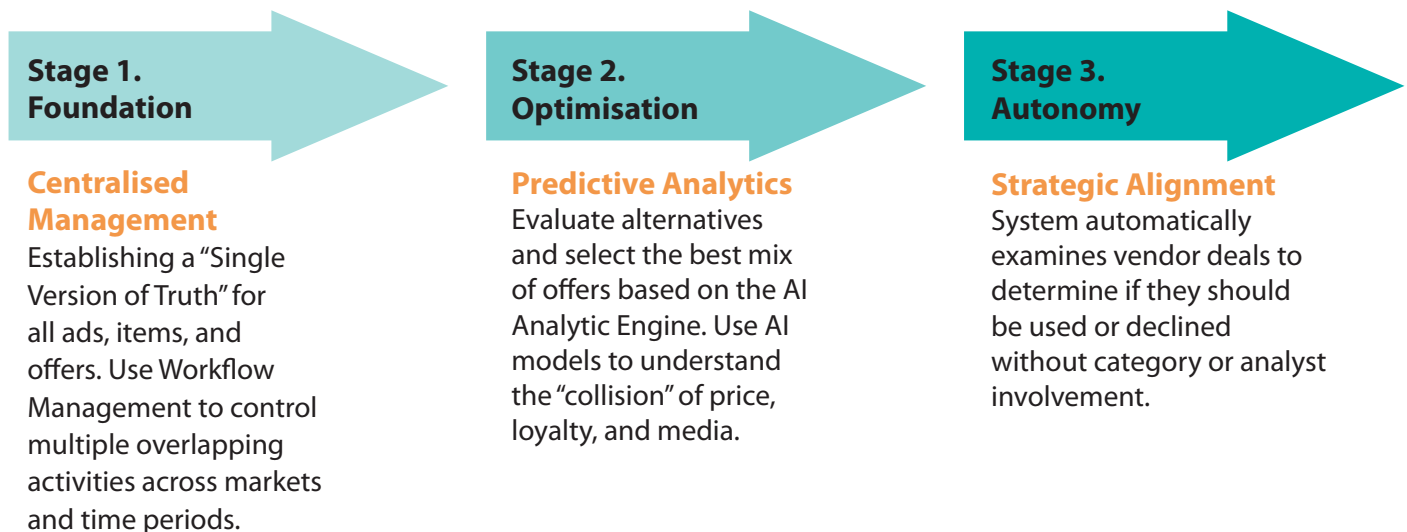 Stage 1.
Foundation
Centralised
Management
Establishing a “Single
Version of Truth” for
all ads, items, and
offers. Use Workflow
Management to control
multiple overlapping
activities across markets
and time periods.
Stage 2.
Optimisation
Predictive Analytics
Evaluate alternatives
and select the best mix
of offers based on the AI
Analytic Engine. Use AI
models to understand
the “collision” of price,
loyalty, and media.
Stage 3.
Autonomy
Strategic Alignment
System automatically
examines vendor deals to
determine if they should
be used or declined
without category or analyst
involvement.